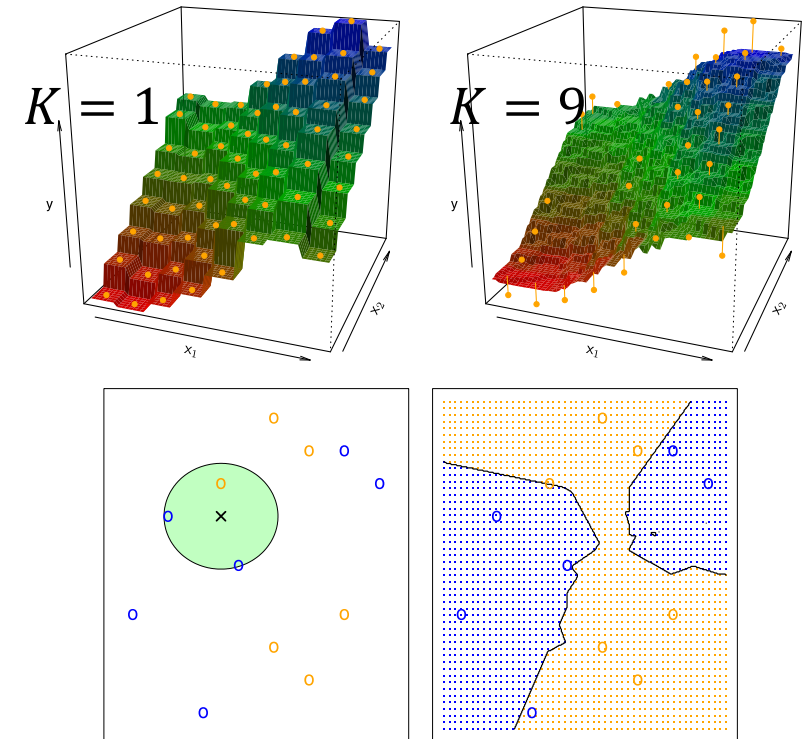 K = 1
K = 9
y
x₁
x₂
y
x₁
x₂